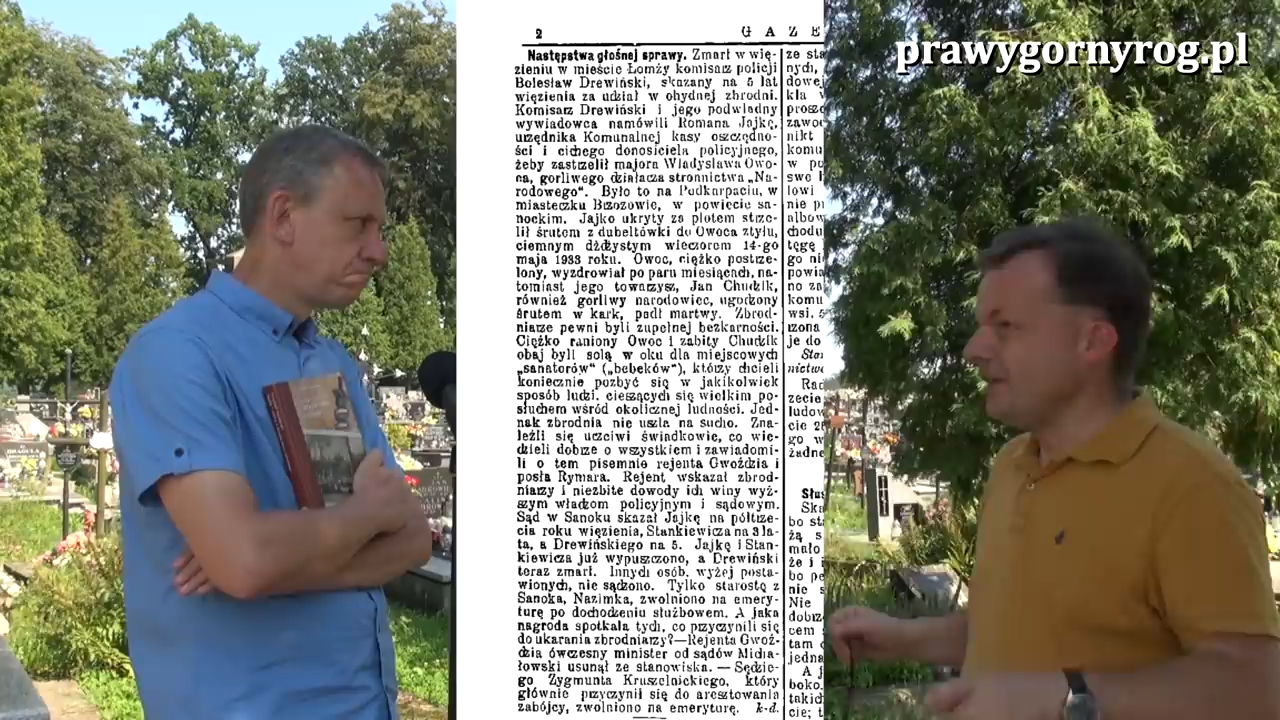 2 GAZE
prawygornyrog.pl
Następstwa głośnej sprawy. Zmarł w wię-
zieniu w mieście Łomży komisarz policji
Bolesław Drewiński, skazany na 5 lat
więzienia za udział w ohydnej zbrodni.
Komisarz Drewiński i jego podwładny
wywiadowca namówili Romana Jajkę,
urzędnika Komunalnej kasy oszczędno-
ści i cichego donosiciela policyjnego,
żeby zastrzelił majora Władysława Owo-
ca, gorliwego działacza stronnictwa „Na-
rodowego“. Było to na Podkarpaciu, w
miasteczku Brzozowie, w powiecie sa-
nockim. Jajko ukryty za płotem strze-
lił śrutem z dubeltówki do Owoca ztyłu,
ciemnym dżdżystym wieczorem 14-go
maja 1933 roku. Owoc, ciężko postrze-
lony, wyzdrowiał po paru miesiącach, na-
tomiast jego towarzysz, Jan Chudzik,
również gorliwy narodowiec, ugodzony
śrutem w kark, padł martwy. Zbrod-
niarze pewni byli zupełnej bezkarności.
Ciężko raniony Owoc i zabity Chudzik
obaj byli solą w oku dla miejscowych
„sanatorów“ („bebeków“), którzy chcieli
koniecznie pozbyć się w jakikolwiek
sposób ludzi, cieszących się wielkim po-
słuchem wśród okolicznej ludności. Jed-
nak zbrodnia nie uszła na sucho. Zna-
leźli się uczciwi świadkowie, co wie-
dzieli dobrze o wszystkiem i zawiadomi-
li o tem pisemnie rejenta Gwoździa i
posła Rymara. Rejent wskazał zbrod-
niarzy i niezbite dowody ich winy wyż-
szym władzom policyjnym i sądowym.
Sąd w Sanoku skazał Jajkę na półtrze-
cia roku więzienia, Stankiewicza na 3 la-
ta, a Drewińskiego na 5. Jajkę i Stan-
kiewicza już wypuszczono, a Drewiński
teraz zmarł. Innych osób, wyżej posta-
wionych, nie sądzono. Tylko starostę z
Sanoka, Nazimka, zwolniono na emery-
turę po dochodzeniu służbowem. A jaka
nagroda spotkała tych, co przyczynili się
do ukarania zbrodniarzy?—Rejenta Gwoź-
dzia ówczesny minister od sądów Micha-
łowski usunął ze stanowiska. — Sędzie-
go Zygmunta Kruszelnickiego, który
głównie przyczynił się do aresztowania
zabójcy, zwolniono na emeryturę. k-d.